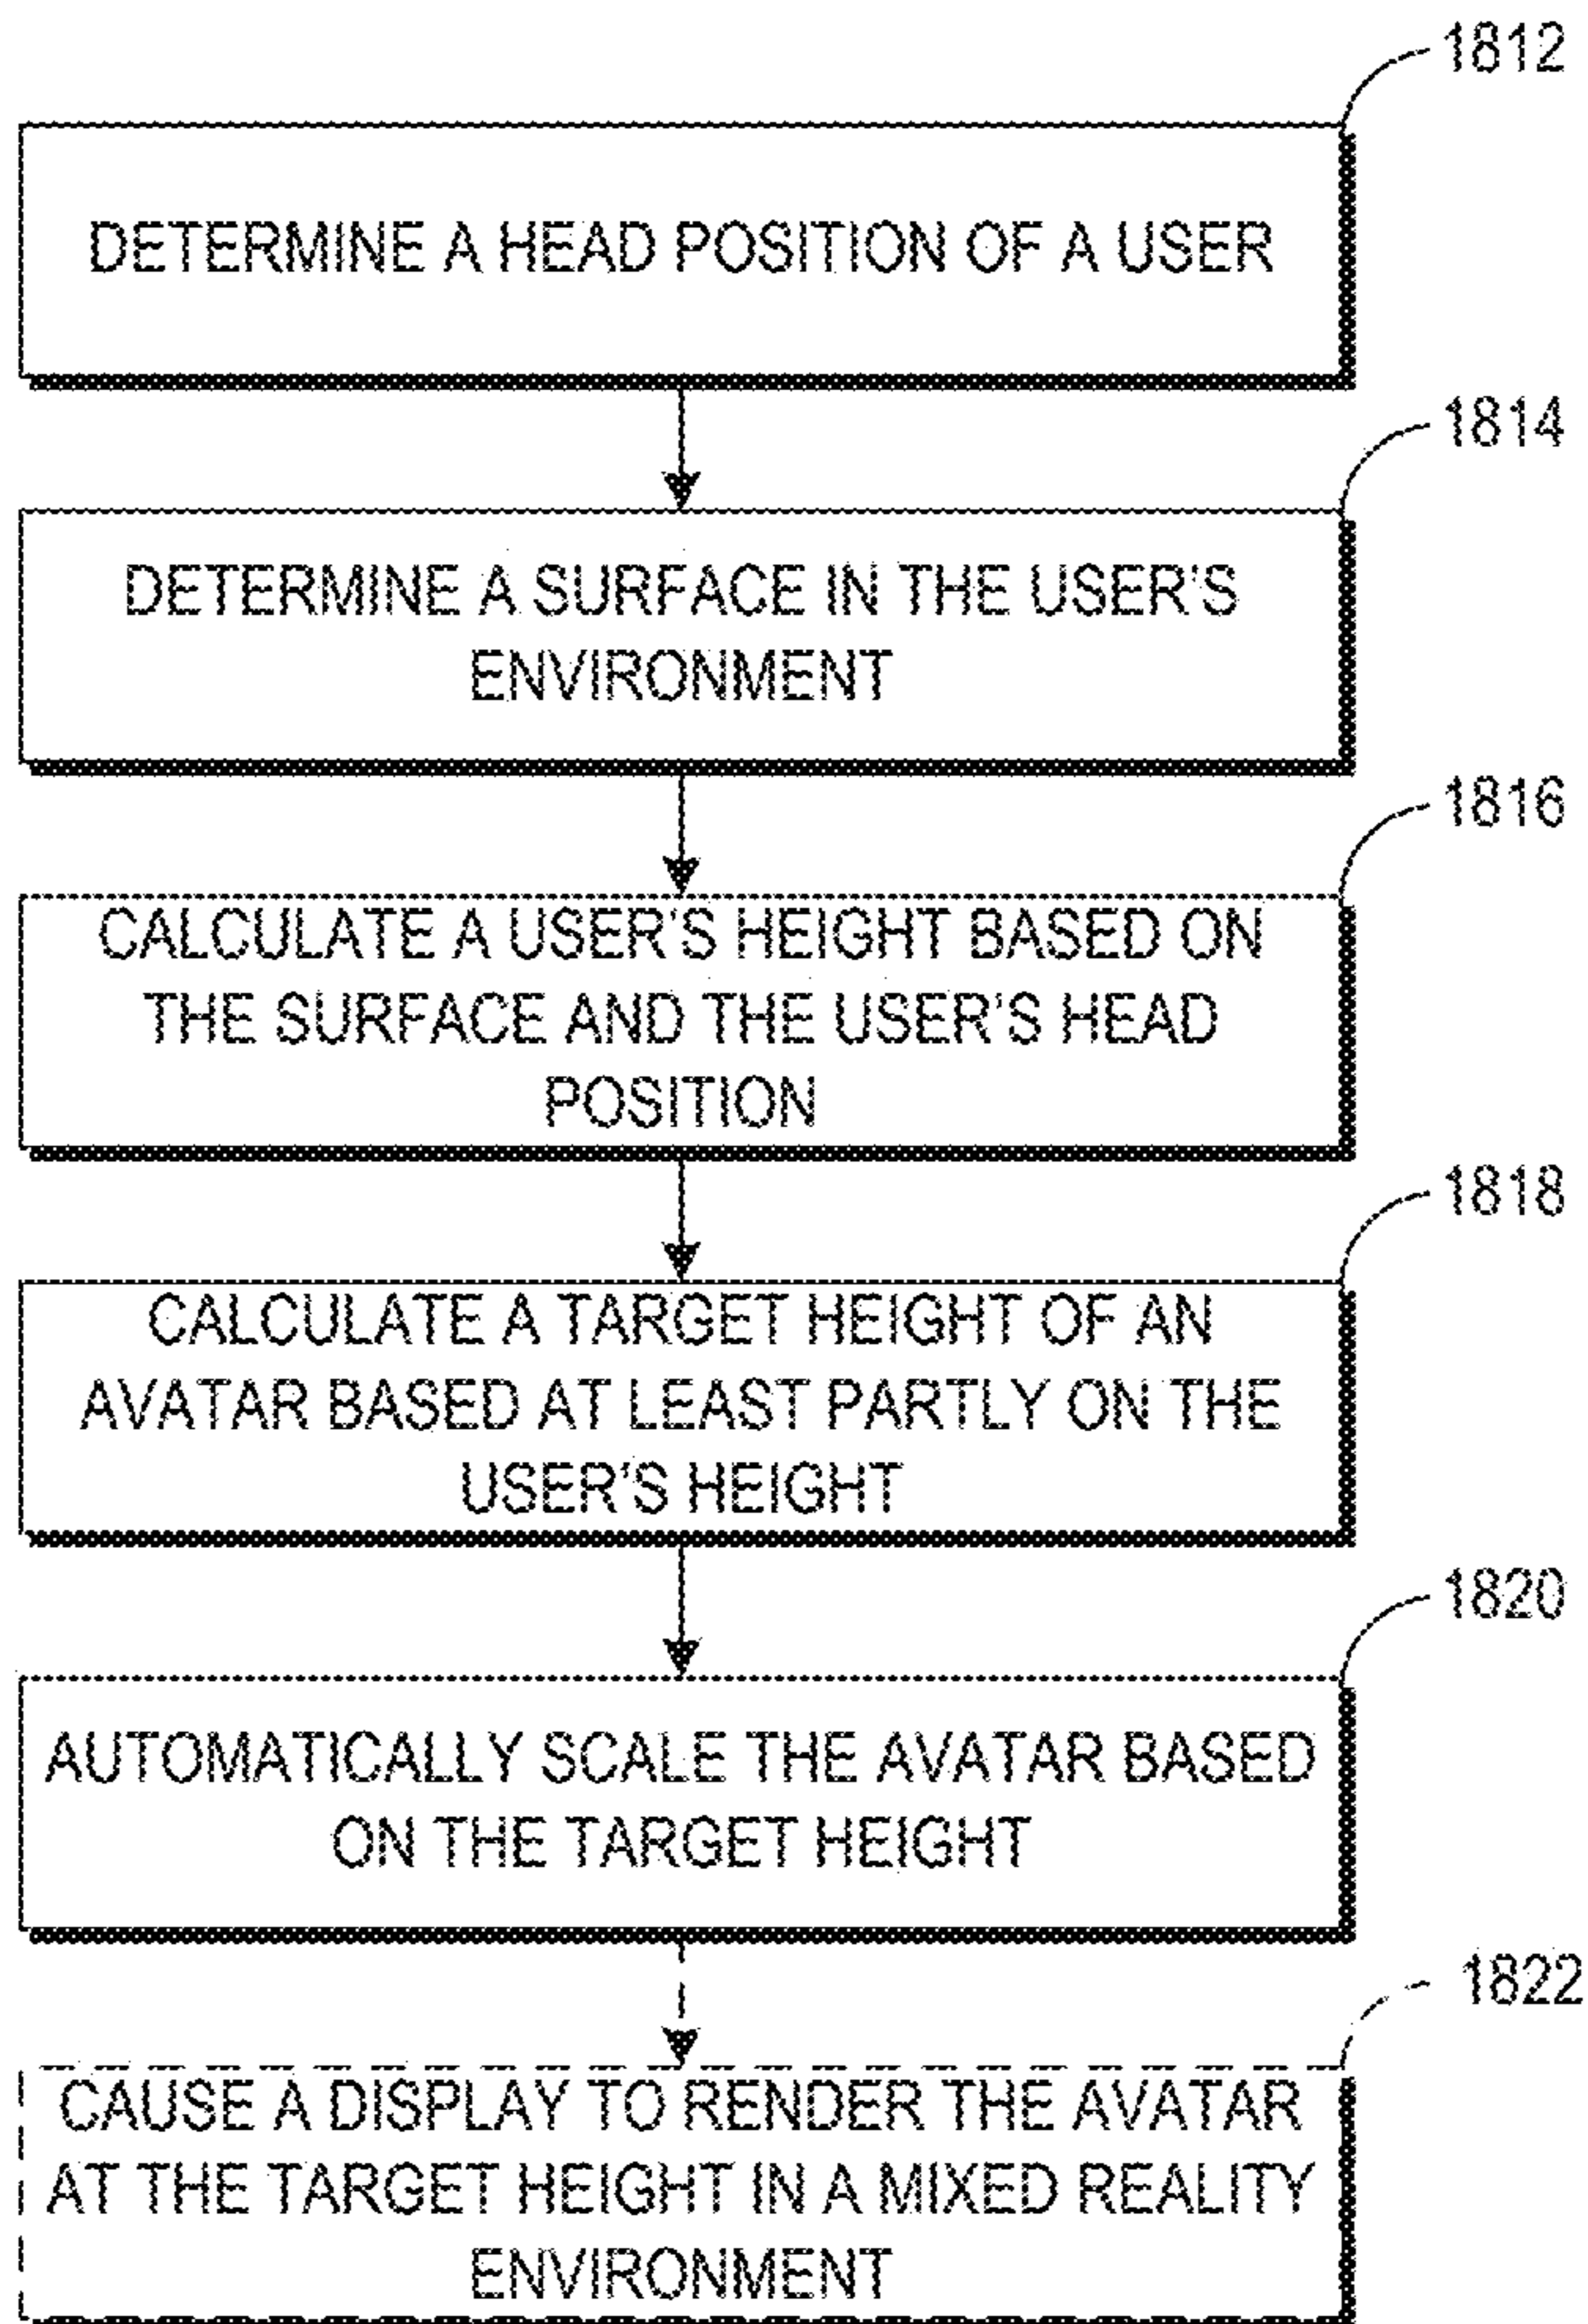 1812
DETERMINE A HEAD POSITION OF A USER
1814
DETERMINE A SURFACE IN THE USER'S
ENVIRONMENT
1816
CALCULATE A USER'S HEIGHT BASED ON
THE SURFACE AND THE USER'S HEAD
POSITION
1818
CALCULATE A TARGET HEIGHT OF AN
AVATAR BASED AT LEAST PARTLY ON THE
USER'S HEIGHT
1820
AUTOMATICALLY SCALE THE AVATAR BASED
ON THE TARGET HEIGHT
1822
CAUSE A DISPLAY TO RENDER THE AVATAR
AT THE TARGET HEIGHT IN A MIXED REALITY
ENVIRONMENT